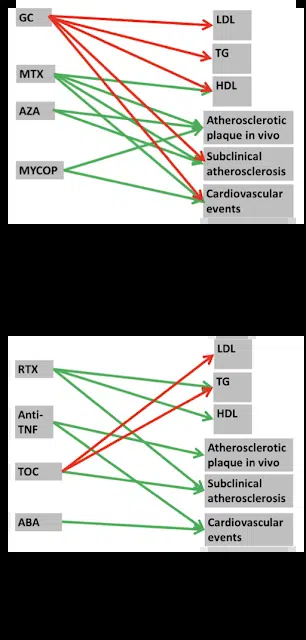 GC
MTX
AZA
MYCOP
LDL
TG
HDL
Atherosclerotic
plaque in vivo
Subclinical
atherosclerosis
Cardiovascular
events
RTX
Anti-
TNF
TOC
ABA
LDL
TG
HDL
Atherosclerotic
plaque in vivo
Subclinical
atherosclerosis
Cardiovascular
events